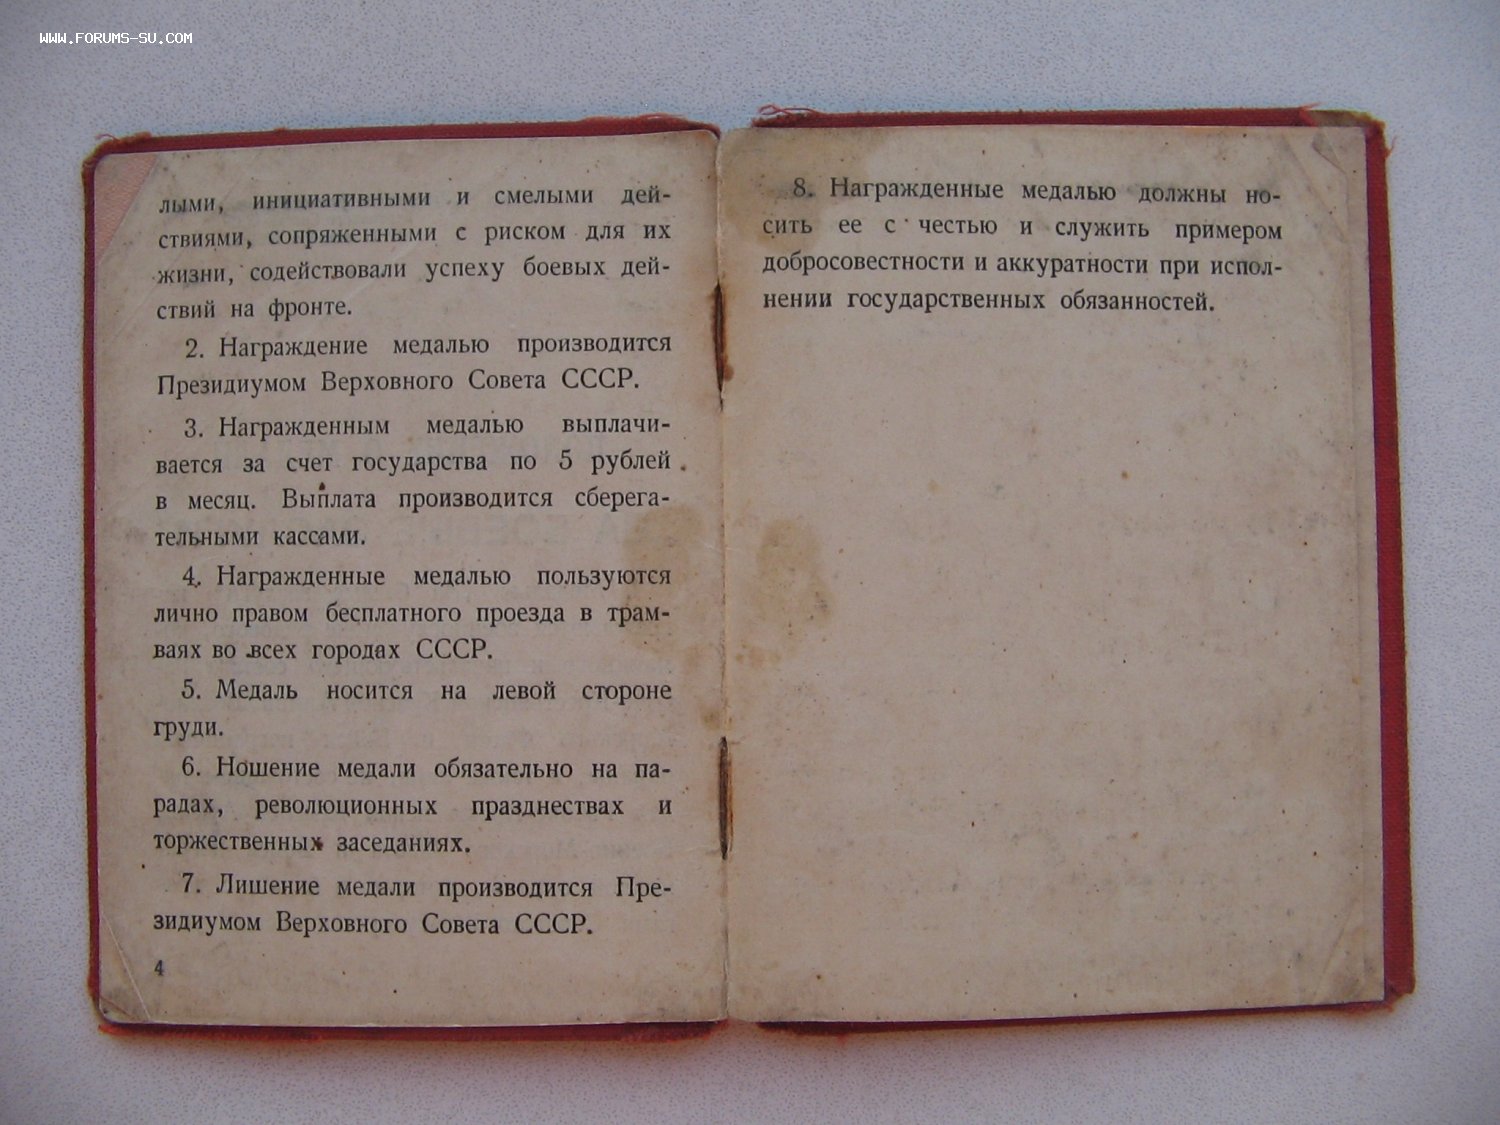 WWW.FORUMS-SU.COM
лыми, инициативными и смелыми дей-
ствиями, сопряженными с риском для их
жизни, содействовали успеху боевых дей-
ствий на фронте.
2. Награждение медалью производится
Президиумом Верховного Совета СССР.
3. Награжденным медалью выплачи-
вается за счет государства по 5 рублей
в месяц. Выплата производится сберега-
тельными кассами.
4. Награжденные медалью пользуются
лично правом бесплатного проезда в трам-
ваях во всех городах СССР.
5. Медаль носится на левой стороне
груди.
6. Ношение медали обязательно на па-
радах, революционных празднествах и
торжественных заседаниях.
7. Лишение медали производится Пре-
зидиумом Верховного Совета СССР.
4
8. Награжденные медалью должны но-
сить ее с честью и служить примером
добросовестности и аккуратности при испол-
нении государственных обязанностей.